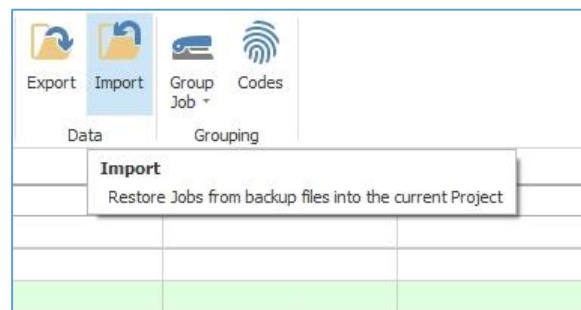 Export Import Group Codes
Job
Data Grouping
Import
Restore Jobs from backup files into the current Project